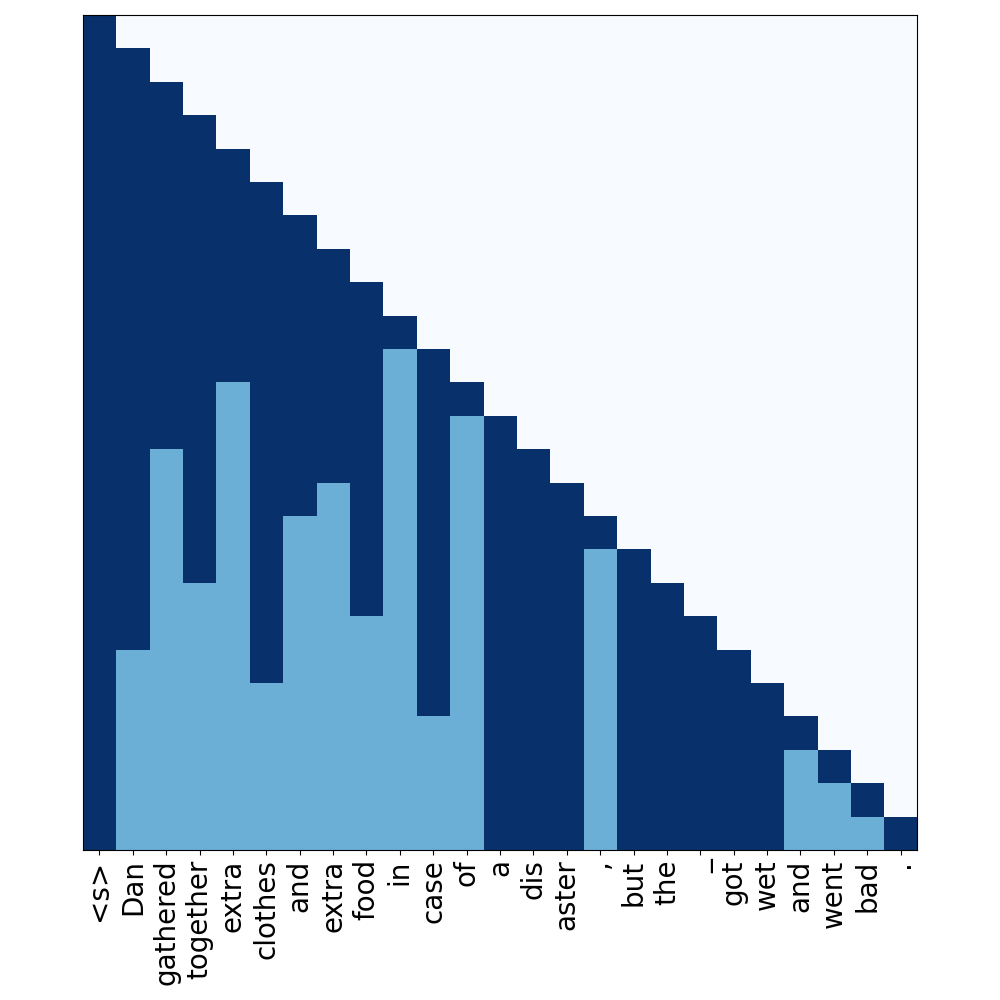 <s> Dan gathered together extra clothes and extra food in case of a dis aster , but the _ got wet and went bad .